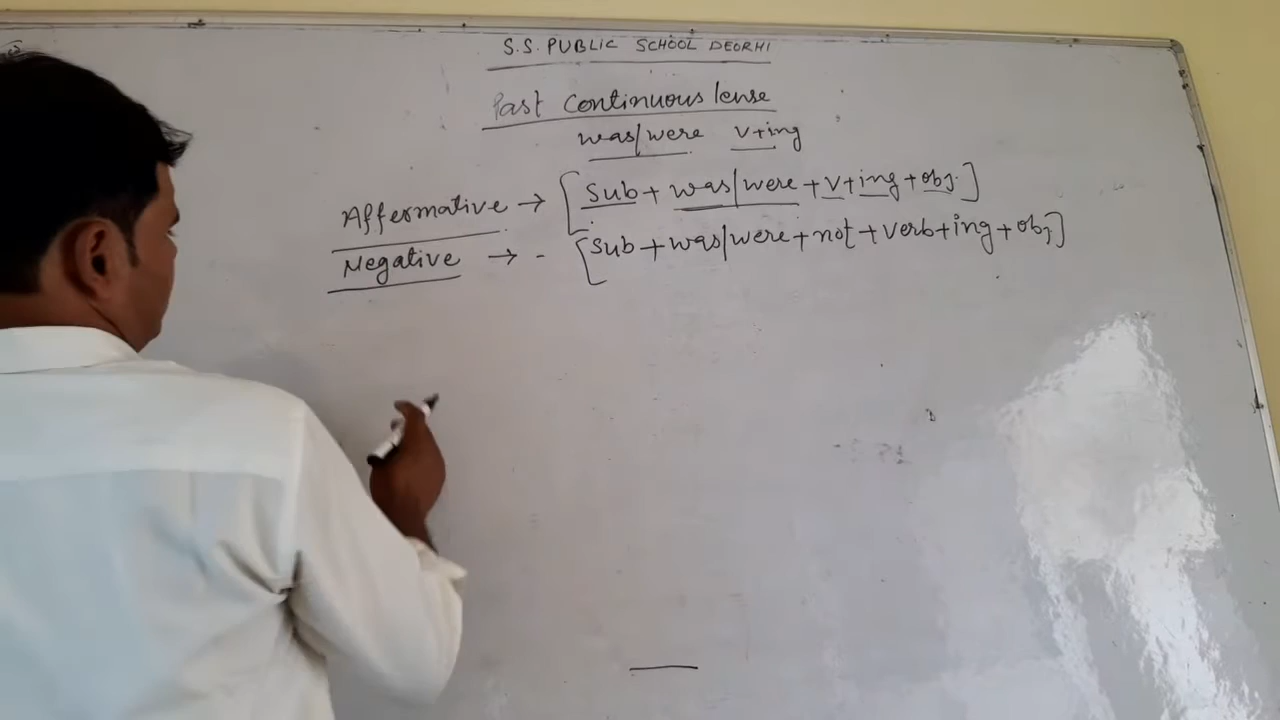 S.S. PUBLIC SCHOOL DEORHI
Past Continuous Tense
was/were V+ing
Affermative → [Sub + was/were + V + ing + obj.]
Negative → - [Sub + was/were + not + verb + ing + obj]